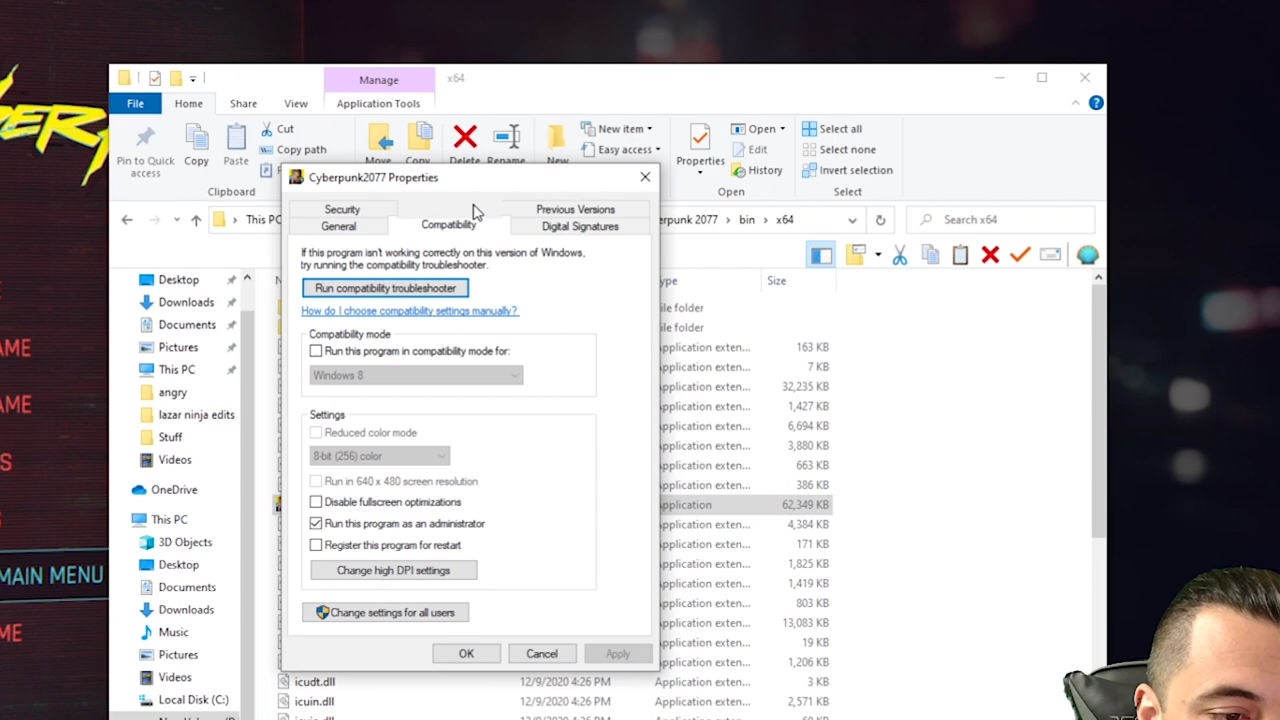 Manage
x64
File
Home
Share
View
Application Tools
Pin to Quick
access
Copy
Paste
Cut
Copy path
Clipboard
Move
Copy
Delete
Rename
New
New item
Easy access
Properties
Open
Edit
History
Open
Select all
Select none
Invert selection
Select
This PC
erpunk 2077 > bin > x64
Search x64
Cyberpunk2077 Properties
Security
Previous Versions
General
Compatibility
Digital Signatures
If this program isn't working correctly on this version of Windows,
try running the compatibility troubleshooter.
Run compatibility troubleshooter
How do I choose compatibility settings manually?
Compatibility mode
Run this program in compatibility mode for:
Windows 8
Settings
Reduced color mode
8-bit (256) color
Run in 640 x 480 screen resolution
Disable fullscreen optimizations
Run this program as an administrator
Register this program for restart
Change high DPI settings
Change settings for all users
OK
Cancel
Apply
Desktop
Downloads
Documents
Pictures
This PC
angry
lazar ninja edits
Stuff
Videos
OneDrive
This PC
3D Objects
Desktop
Documents
Downloads
Music
Pictures
Videos
Local Disk (C:)
ype
Size
ile folder
ile folder
Application exten... 163 KB
Application exten... 7 KB
Application exten... 32,235 KB
Application exten... 1,427 KB
Application exten... 6,694 KB
Application exten... 3,880 KB
Application exten... 663 KB
Application exten... 386 KB
Application 62,349 KB
Application exten... 4,384 KB
Application exten... 171 KB
Application exten... 1,825 KB
Application exten... 1,419 KB
Application exten... 803 KB
Application exten... 13,083 KB
Application exten... 19 KB
Application exten... 1,206 KB
icudt.dll 12/9/2020 4:26 PM Application exten... 3 KB
icuin.dll 12/9/2020 4:26 PM Application exten... 2,571 KB
AME
AME
S
MAIN MENU
ME